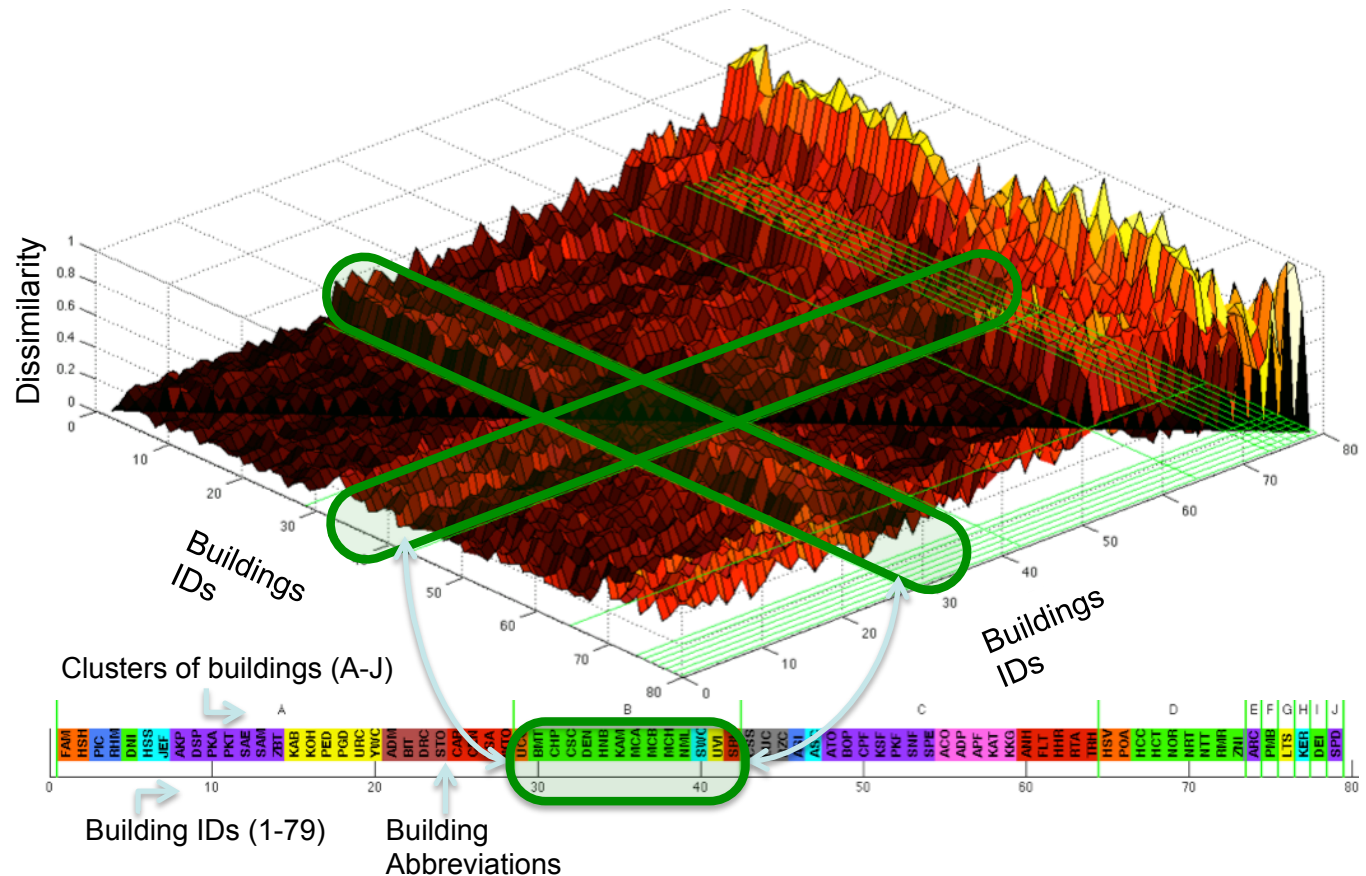 Dissimilarity
1
0.8
0.6
0.4
0.2
0
0
10
20
30
50
60
70
80
Buildings
IDs
0
10
20
30
40
50
60
70
80
Buildings
IDs
Clusters of buildings (A-J)
A B C D E F G H I J
FAM HSH PIC RHM DNI HSS JEF AKP BSP PKA PKT SAE SAM ZBT KAB KOH PED PGD URC YWC ADM BIT DRC STO BMT CHP CSC DEN HNB KAM MCA MCB MCH NML SWC UVI ASC ATO BOP CPF KSF PKF SNF SPE ACO ADP APF KAT KKG ANH FLT HHR RTA TRH HSV POA HCC HCT NOR NRT NTT RMR ZNL ARC PMB LTS KER DEI SPD
0 10 20 30 40 50 60 70 80
Building IDs (1-79)
Building
Abbreviations